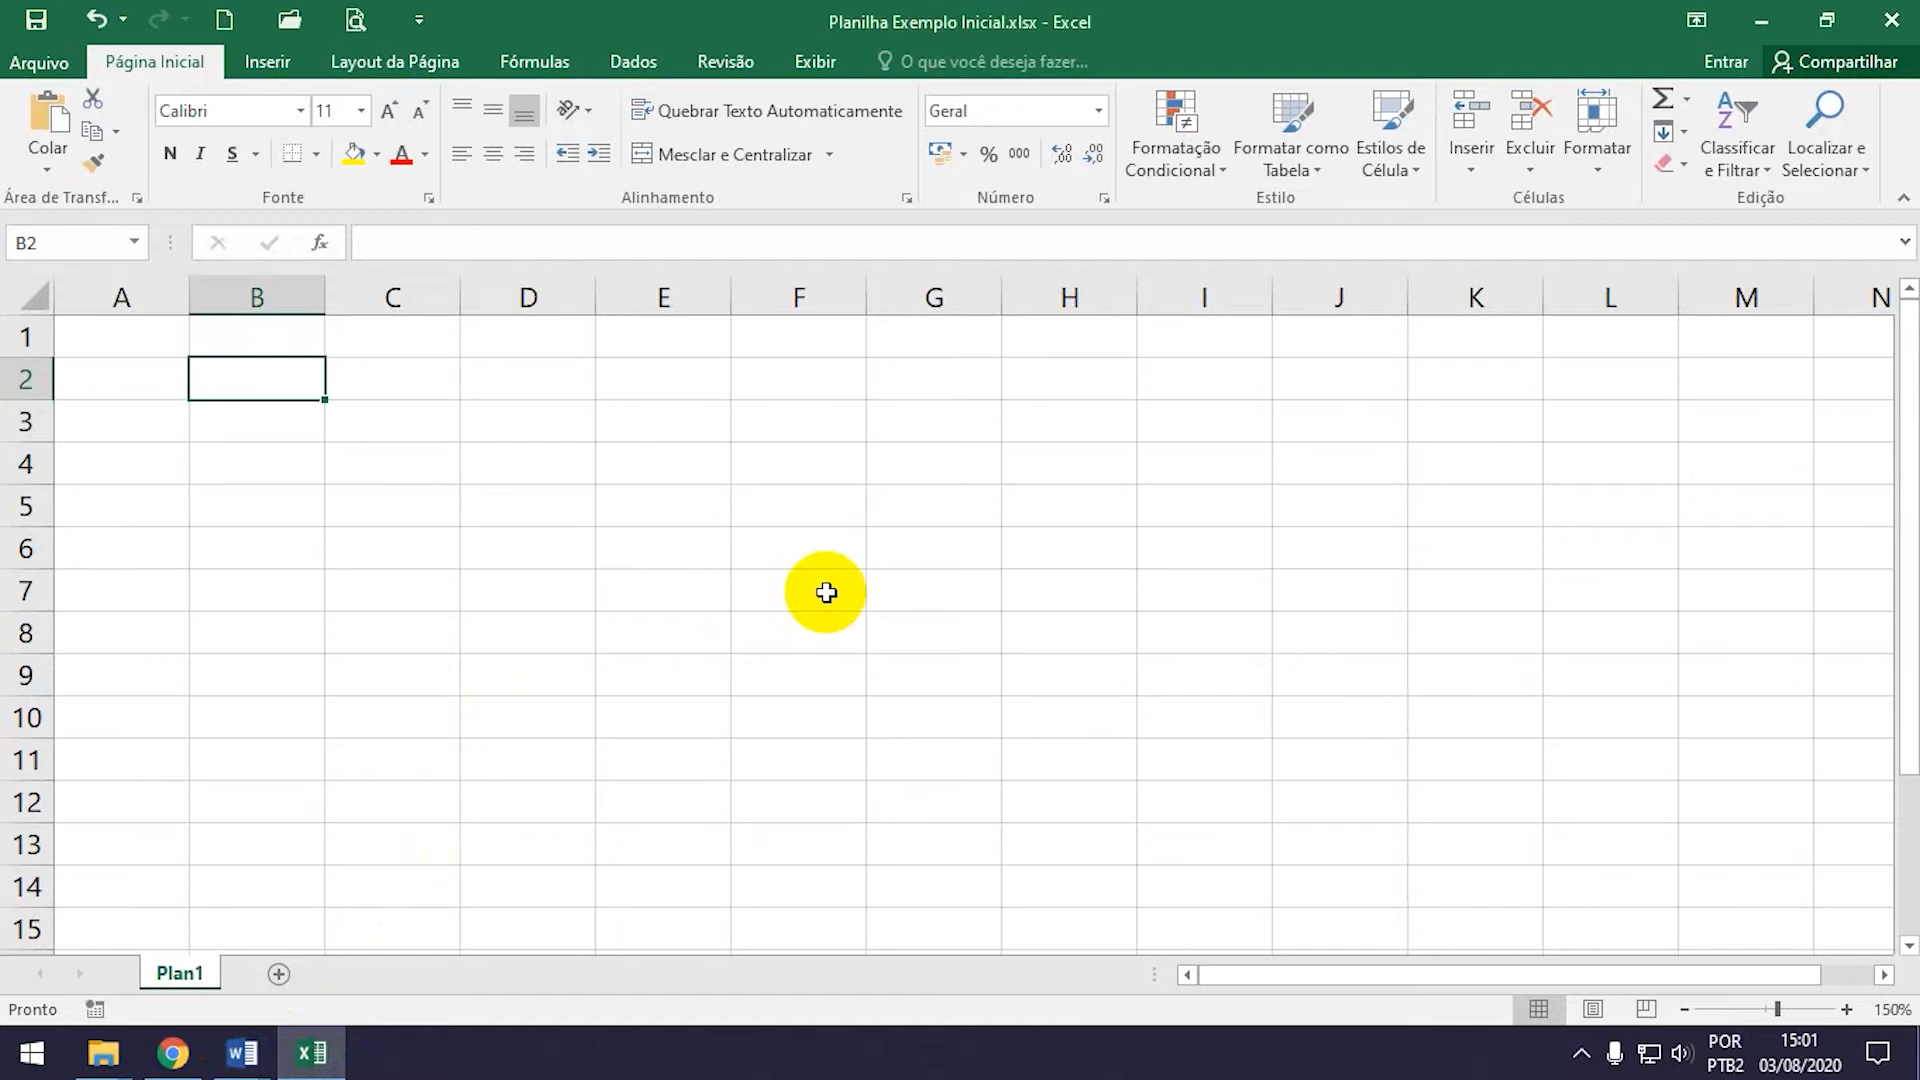 Planilha Exemplo Inicial.xlsx - Excel
Arquivo Página Inicial Inserir Layout da Página Fórmulas Dados Revisão Exibir O que você deseja fazer... Entrar Compartilhar
Colar
Calibri 11
N I S A
Quebrar Texto Automaticamente
Mesclar e Centralizar
Geral
% 000
Formatação Condicional
Formatar como Tabela
Estilos de Célula
Inserir Excluir Formatar
Classificar e Filtrar
Localizar e Selecionar
Área de Transf... Fonte Alinhamento Número Estilo Células Edição
B2 fx
A B C D E F G H I J K L M N
1
2
3
4
5
6
7
8
9
10
11
12
13
14
15
Plan1
Pronto 150%
POR 15:01
PTB2 03/08/2020